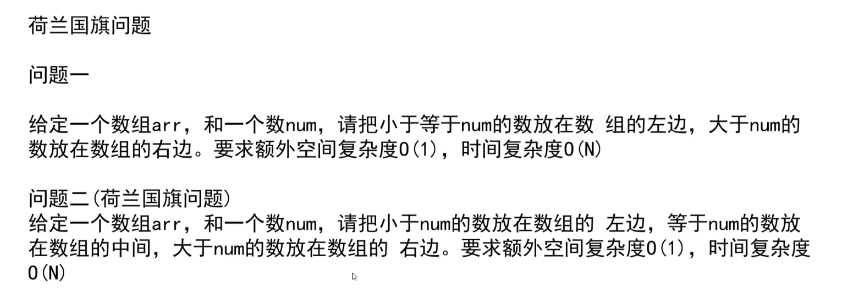 荷兰国旗问题
问题一
给定一个数组arr，和一个数num，请把小于等于num的数放在数 组的左边，大于num的
数放在数组的右边。要求额外空间复杂度O(1)，时间复杂度O(N)
问题二(荷兰国旗问题)
给定一个数组arr，和一个数num，请把小于num的数放在数组的 左边，等于num的数放
在数组的中间，大于num的数放在数组的 右边。要求额外空间复杂度O(1)，时间复杂度
O(N)